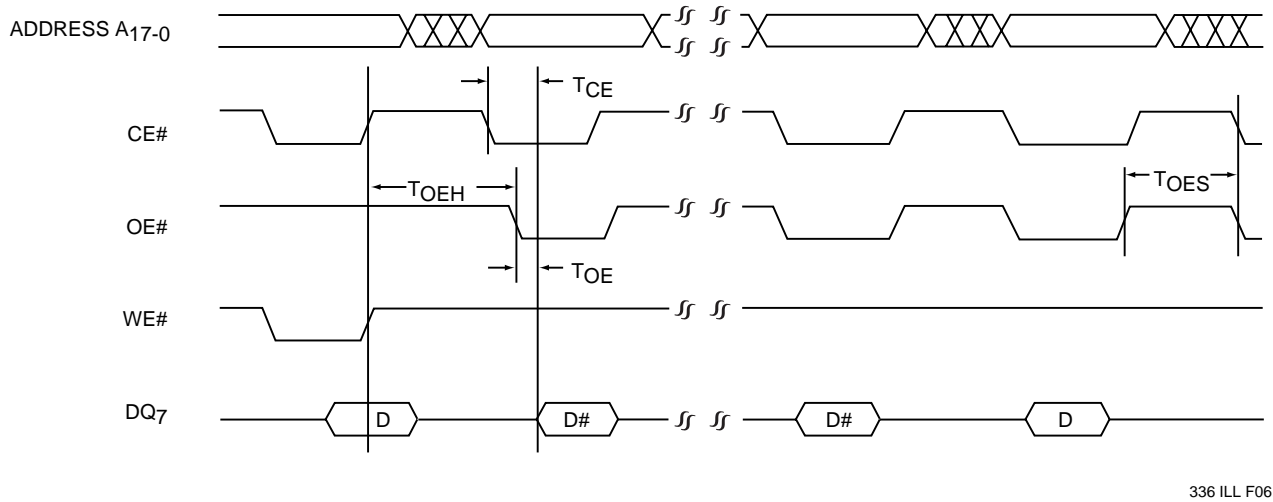 ADDRESS A17-0
TCE
CE#
TOEH
TOES
OE#
TOE
WE#
DQ7
D
D#
D#
D
336 ILL F06